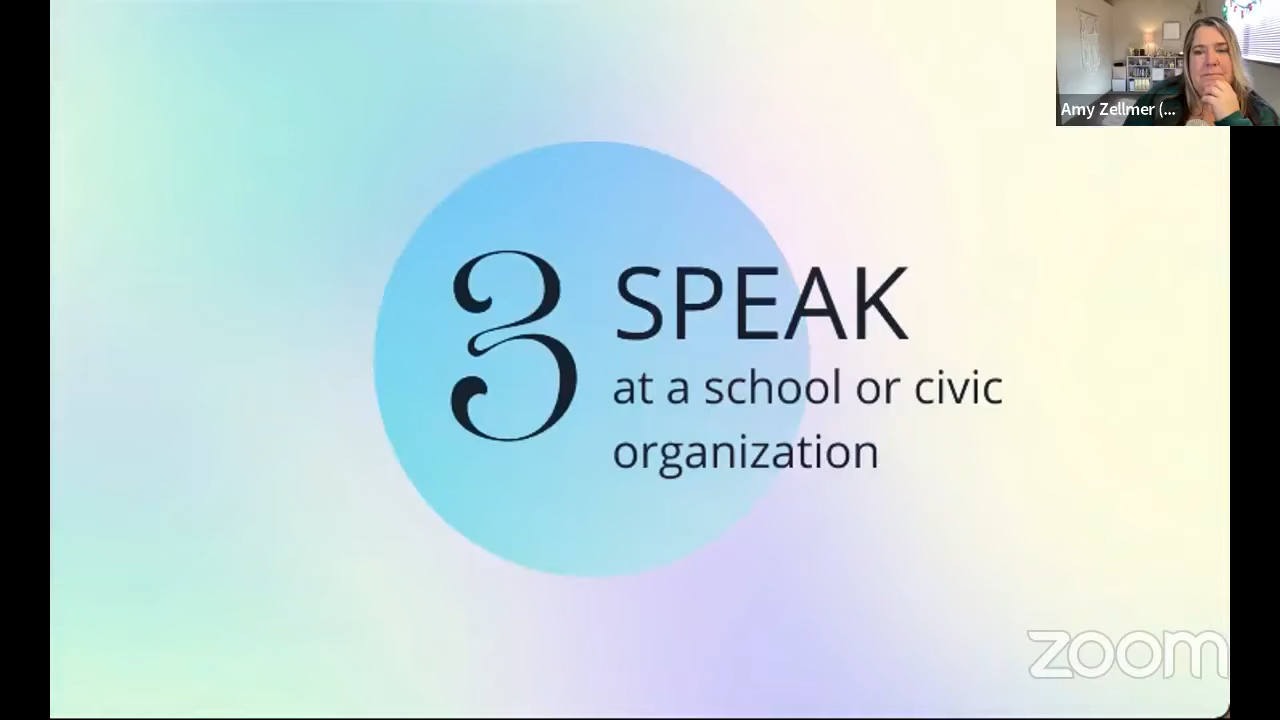 Amy Zellmer (...
3
SPEAK
at a school or civic
organization
zoom